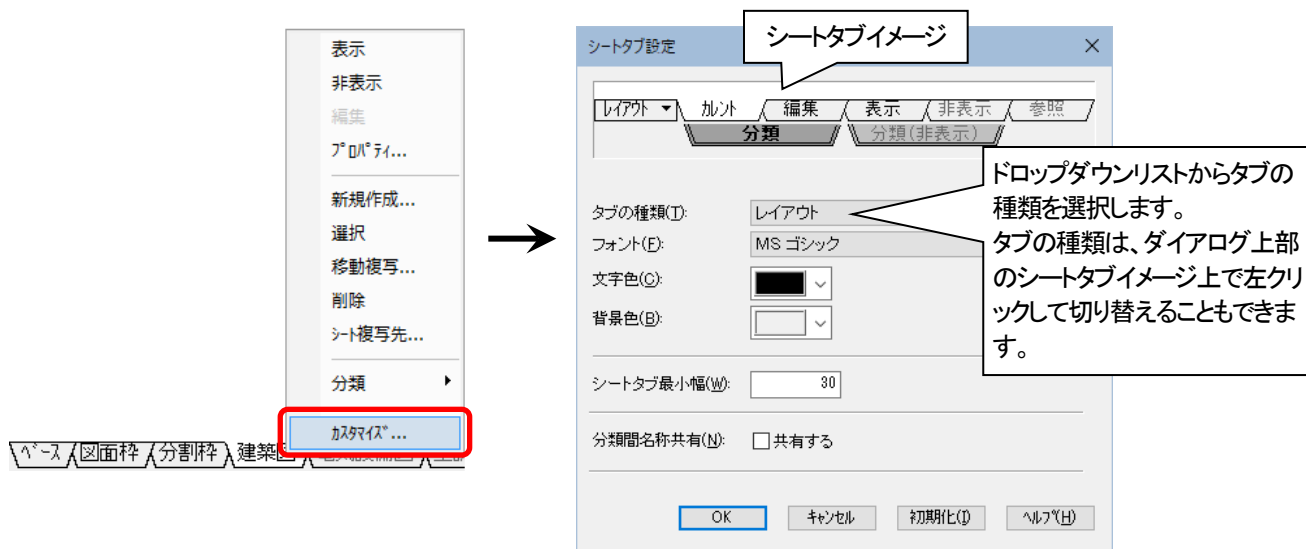 表示
非表示
編集
ﾌﾟﾛﾊﾟﾃｨ...
新規作成...
選択
移動複写...
削除
ｼｰﾄ複写先...
分類
ｶｽﾀﾏｲｽﾞ...
ﾍﾞｰｽ 図面枠 分割枠 建築図
シートタブ設定
シートタブイメージ
ﾚｲｱｳﾄ ｶﾚﾝﾄ 編集 表示 非表示 参照
分類 分類(非表示)
タブの種類(T): レイアウト
フォント(F): MS ゴシック
文字色(C):
背景色(B):
ドロップダウンリストからタブの
種類を選択します。
タブの種類は、ダイアログ上部
のシートタブイメージ上で左クリ
ックして切り替えることもできま
す。
シートタブ最小幅(W): 30
分類間名称共有(N): 共有する
OK ｷｬﾝｾﾙ 初期化(I) ﾍﾙﾌﾟ(H)